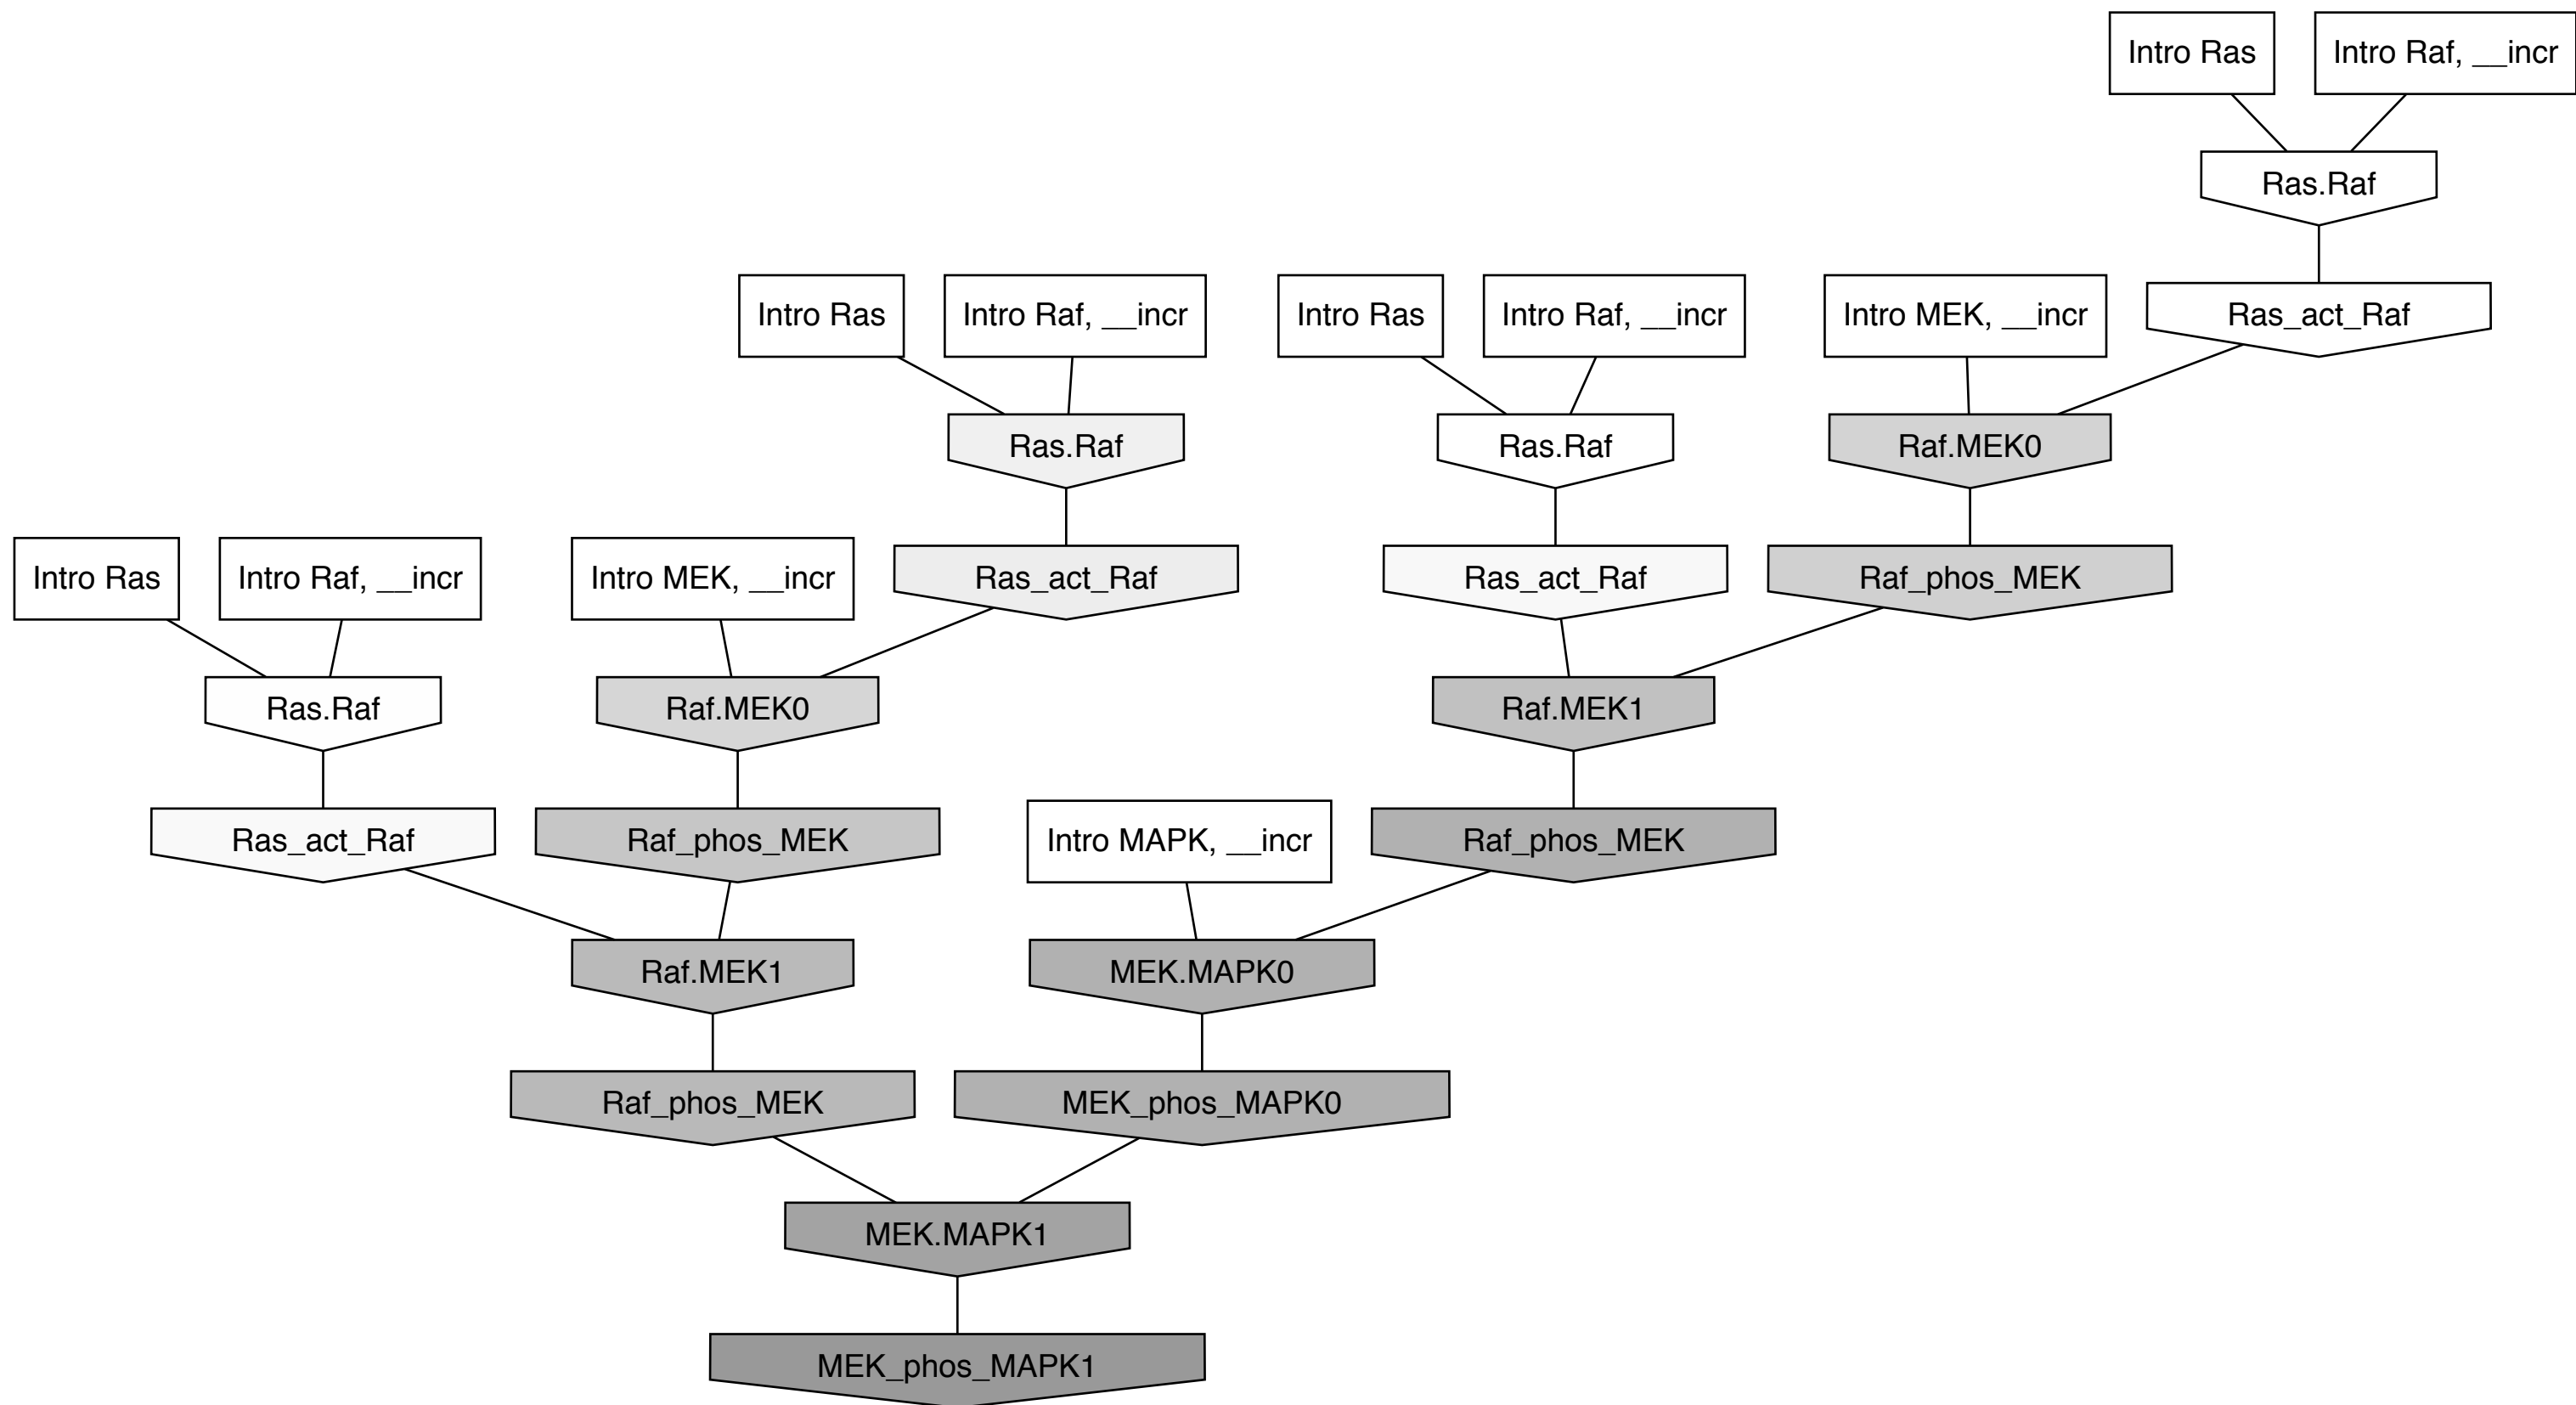 Intro Ras
Intro Raf, __incr
Ras.Raf
Intro Ras
Intro Raf, __incr
Intro Ras
Intro Raf, __incr
Intro MEK, __incr
Ras_act_Raf
Ras.Raf
Ras.Raf
Raf.MEK0
Intro Ras
Intro Raf, __incr
Intro MEK, __incr
Ras_act_Raf
Ras_act_Raf
Raf_phos_MEK
Ras.Raf
Raf.MEK0
Raf.MEK1
Ras_act_Raf
Raf_phos_MEK
Intro MAPK, __incr
Raf_phos_MEK
Raf.MEK1
MEK.MAPK0
Raf_phos_MEK
MEK_phos_MAPK0
MEK.MAPK1
MEK_phos_MAPK1